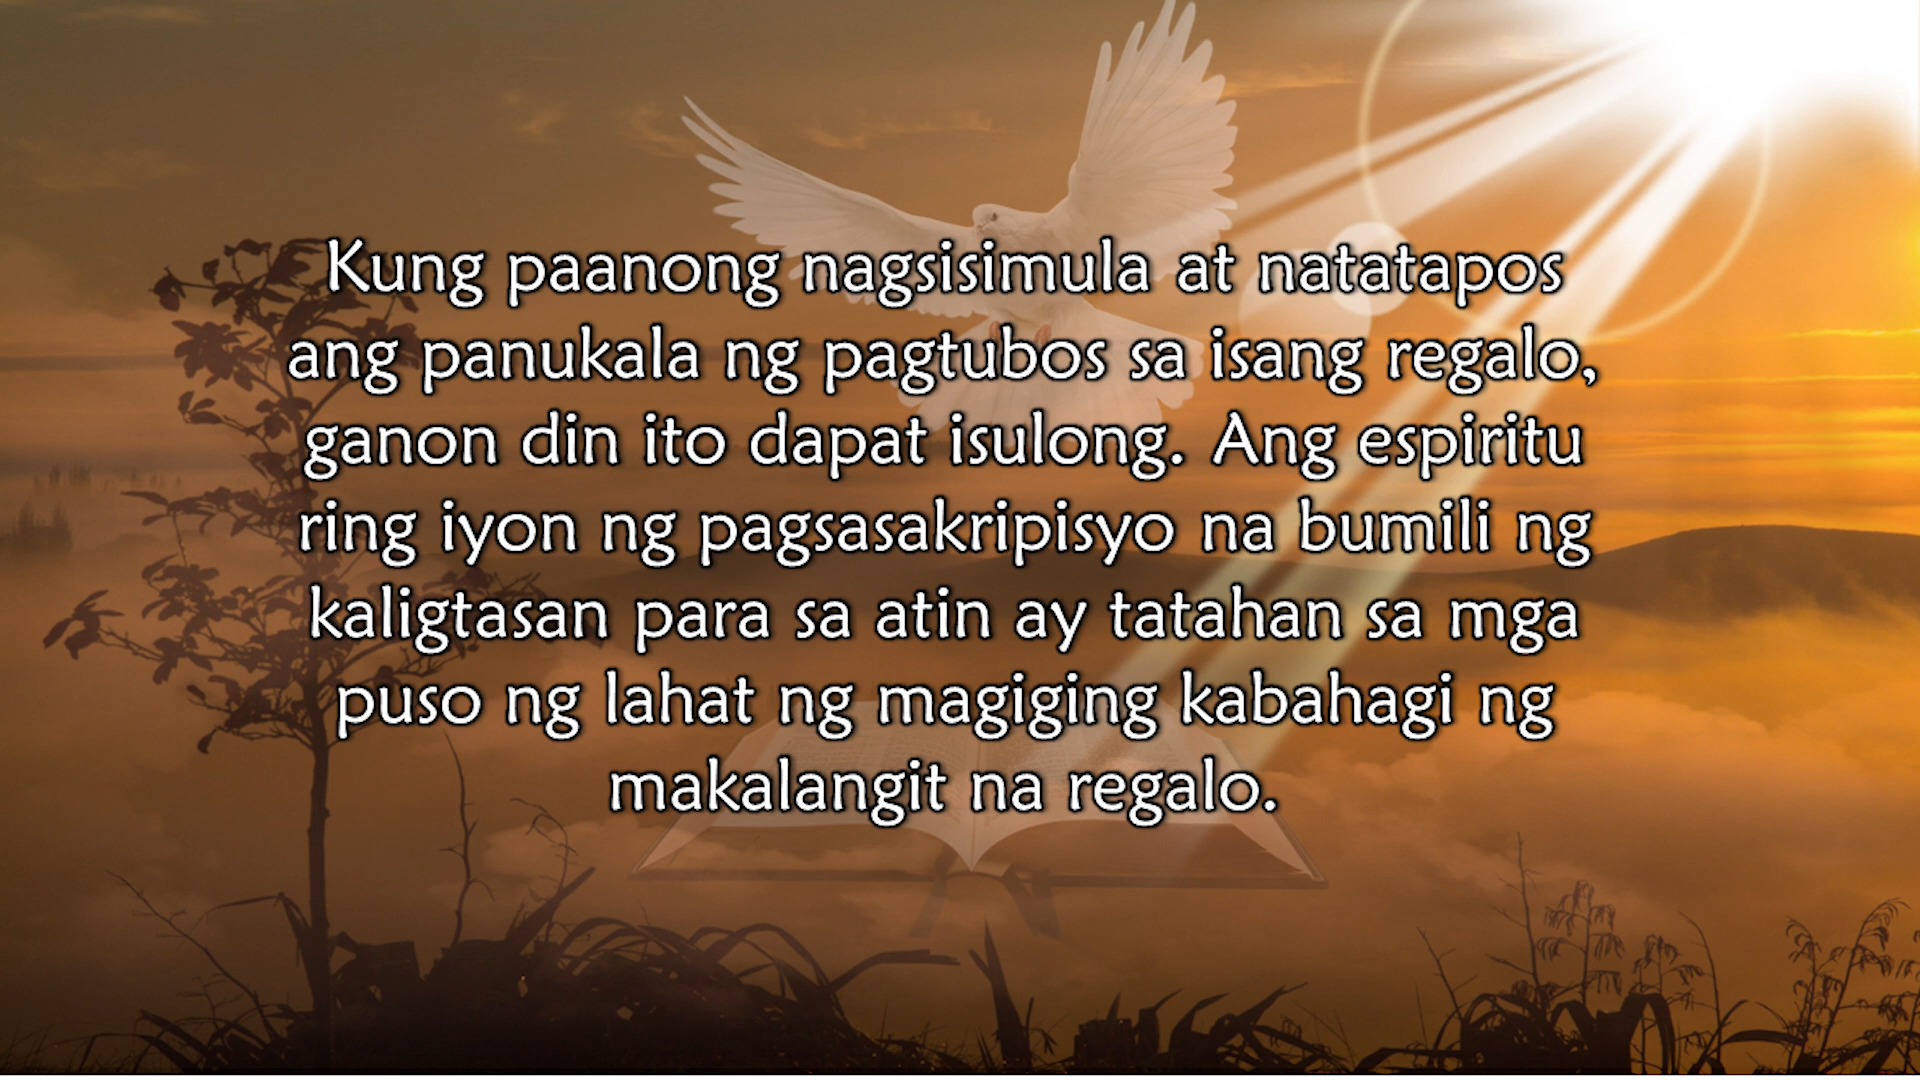 Kung paanong nagsisimula at natatapos
ang panukala ng pagtubos sa isang regalo,
ganon din ito dapat isulong. Ang espiritu
ring iyon ng pagsasakripisyo na bumili ng
kaligtasan para sa atin ay tatahan sa mga
puso ng lahat ng magiging kabahagi ng
makalangit na regalo.